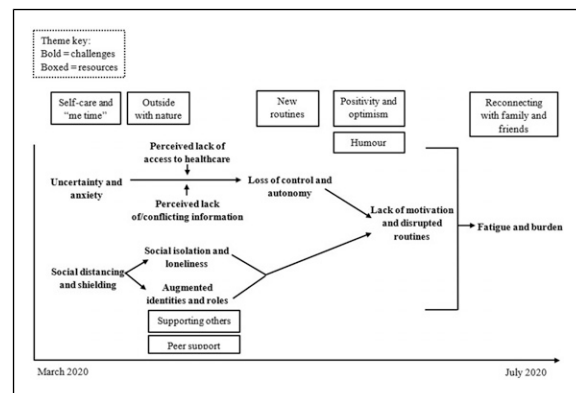 Theme key:
Bold = challenges
Boxed = resources
Self-care and
“me time”
Outside
with nature
New
routines
Positivity and
optimism
Reconnecting
with family and
friends
Humour
Perceived lack of
access to healthcare
Uncertainty and
anxiety
Loss of control and
autonomy
Perceived lack
of/conflicting information
Lack of motivation
and disrupted
routines
Fatigue and burden
Social isolation and
loneliness
Social distancing
and shielding
Augmented
identities and roles
Supporting others
Peer support
March 2020
July 2020